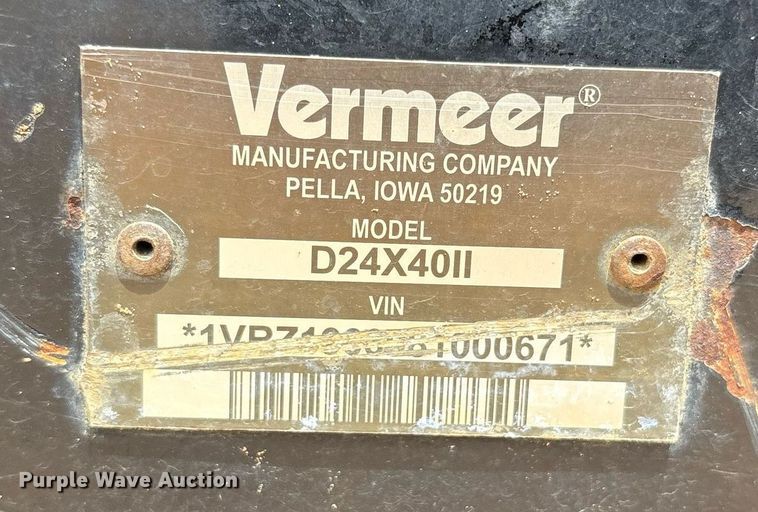 Vermeer®
MANUFACTURING COMPANY
PELLA, IOWA 50219
MODEL
D24X40II
VIN
Purple Wave Auction